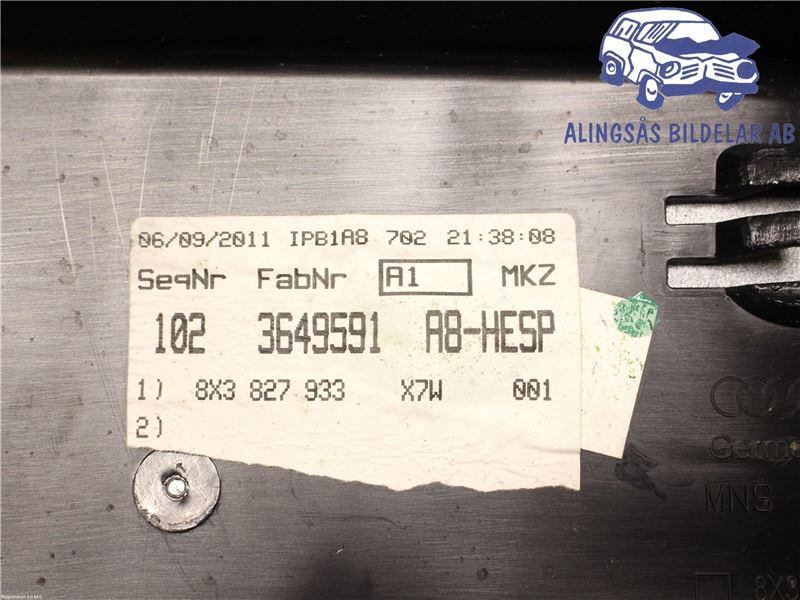 ALINGSÅS BILDELAR AB
06/09/2011 IPB1A8 702 21:38:08
SeqNr FabNr A1 MKZ
102 3649591 A8-HESP
1) 8X3 827 933 X7W 001
2)
MNS
8X3